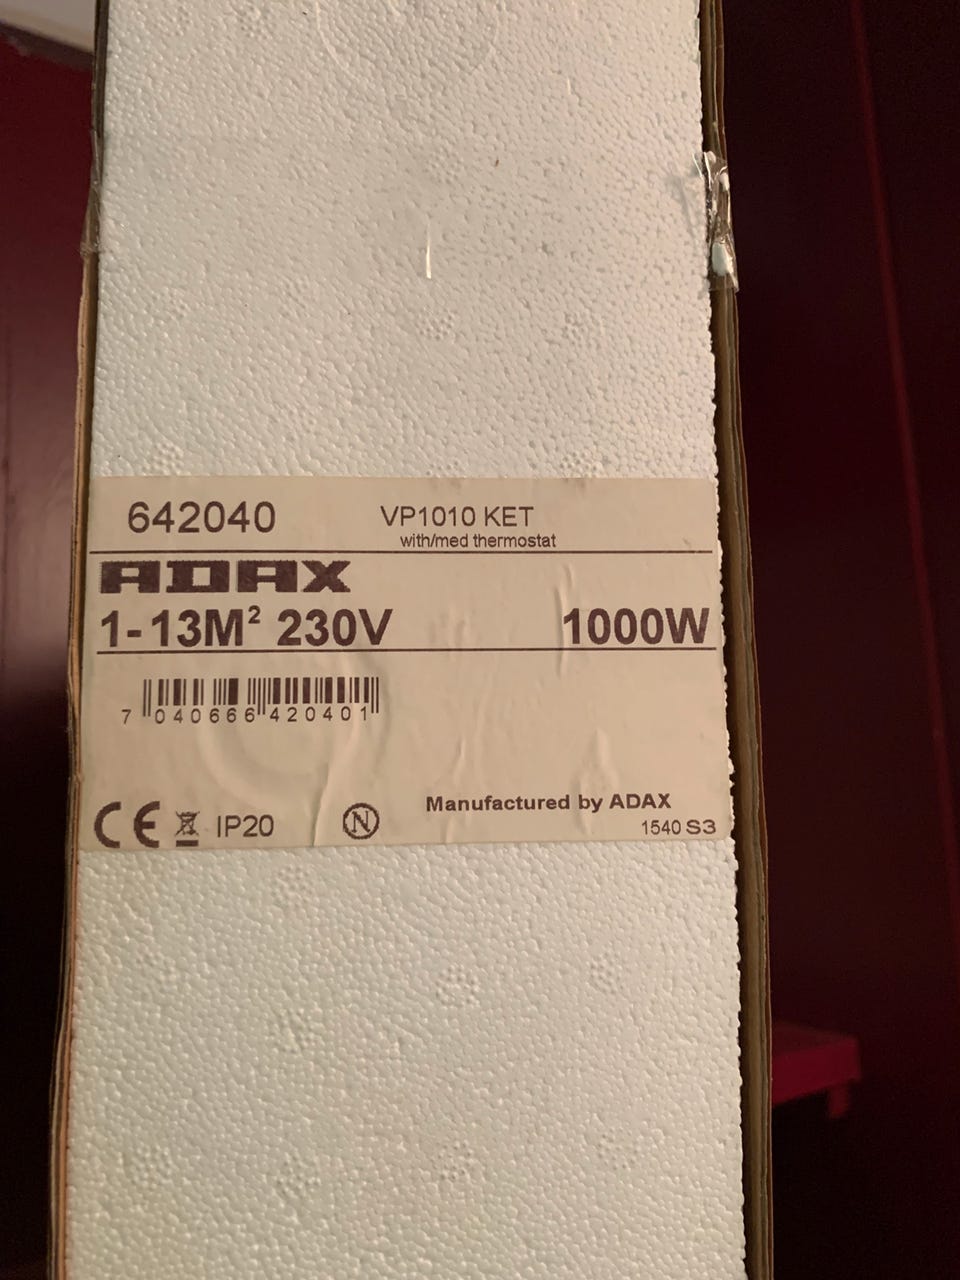 642040 VP1010 KET
with/med thermostat
ADAX
1-13M² 230V 1000W
7 040666 420401
CE IP20 N Manufactured by ADAX
1540 S3